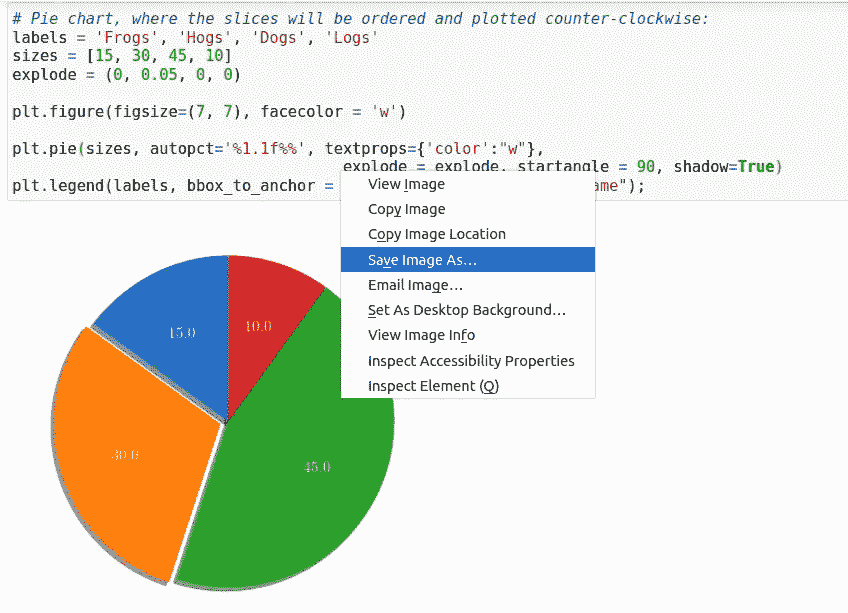 # Pie chart, where the slices will be ordered and plotted counter-clockwise:
labels = 'Frogs', 'Hogs', 'Dogs', 'Logs'
sizes = [15, 30, 45, 10]
explode = (0, 0.05, 0, 0)
plt.figure(figsize=(7, 7), facecolor = 'w')
plt.pie(sizes, autopct='%1.1f%%', textprops={'color':"w"},
explode = explode, startangle = 90, shadow=True)
plt.legend(labels, bbox_to_anchor = ame");
View Image
Copy Image
Copy Image Location
Save Image As...
Email Image...
Set As Desktop Background...
View Image Info
Inspect Accessibility Properties
Inspect Element (Q)
15.0
10.0
30.0
45.0